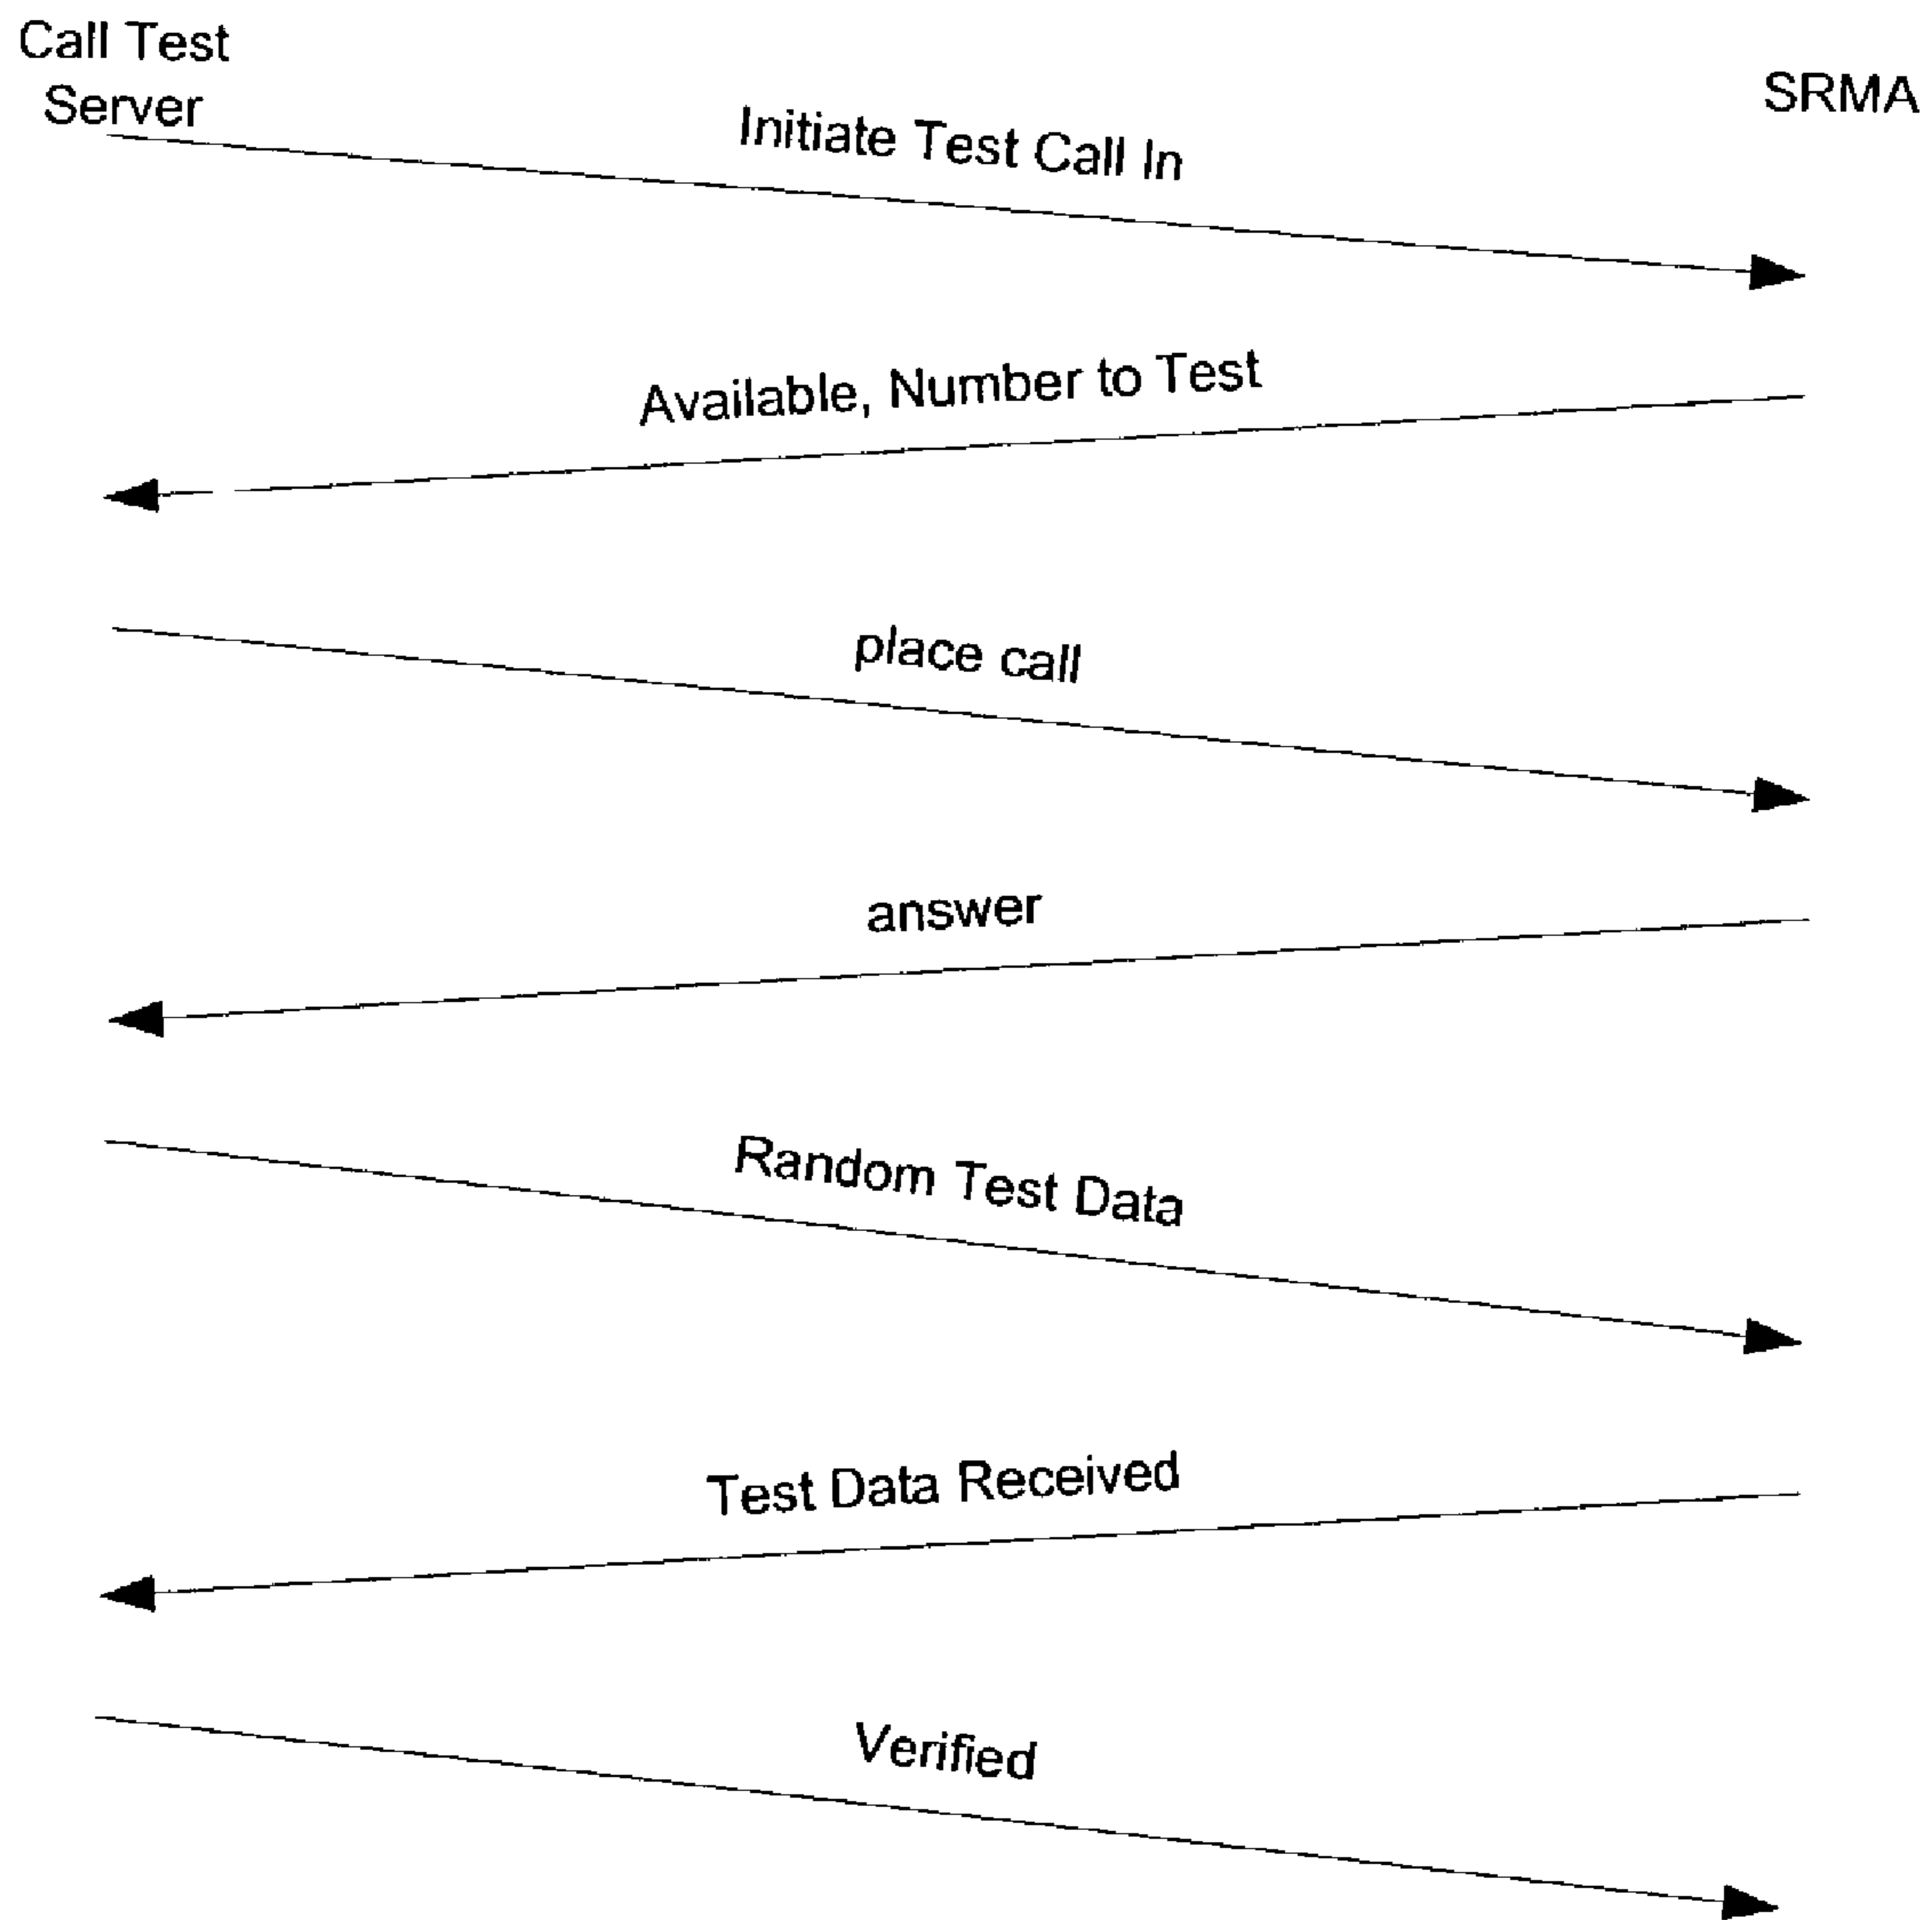 Call Test
Server
SRMA
Initiate Test Call In
Available, Number to Test
place call
answer
Random Test Data
Test Data Received
Verified